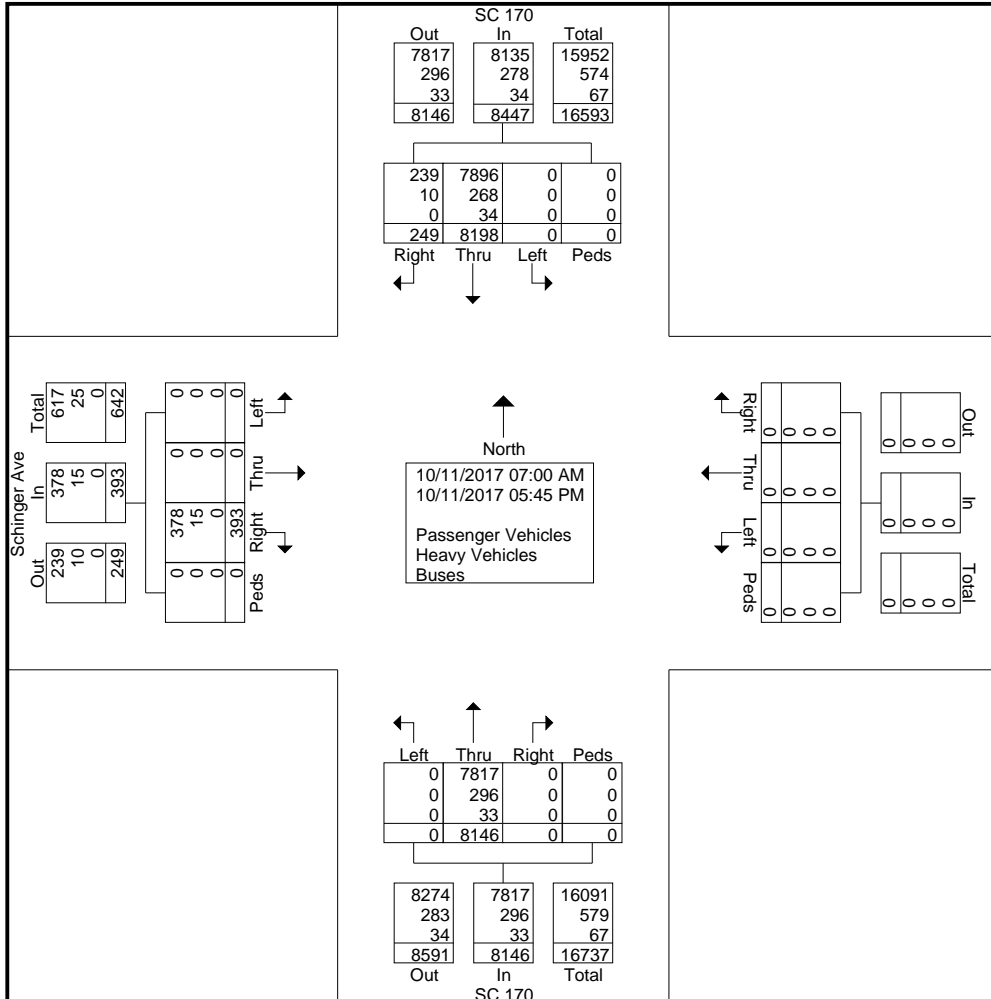 SC 170
Out In Total
7817 8135 15952
296 278 574
33 34 67
8146 8447 16593
239 7896 0 0
10 268 0 0
0 34 0 0
249 8198 0 0
Right Thru Left Peds
Schinger Ave
Total
617
25
0
642
In
378
15
0
393
Out
239
10
0
249
0
0
0
0
Left
0
0
0
0
Thru
378
15
0
393
Right
0
0
0
0
Peds
North
10/11/2017 07:00 AM
10/11/2017 05:45 PM
Passenger Vehicles
Heavy Vehicles
Buses
Right
0
0
0
0
Thru
0
0
0
0
Left
0
0
0
0
Peds
0
0
0
0
Out
0
0
0
0
In
0
0
0
0
Total
0
0
0
0
Left Thru Right Peds
0 7817 0 0
0 296 0 0
0 33 0 0
0 8146 0 0
8274 7817 16091
283 296 579
34 33 67
8591 8146 16737
Out In Total
SC 170